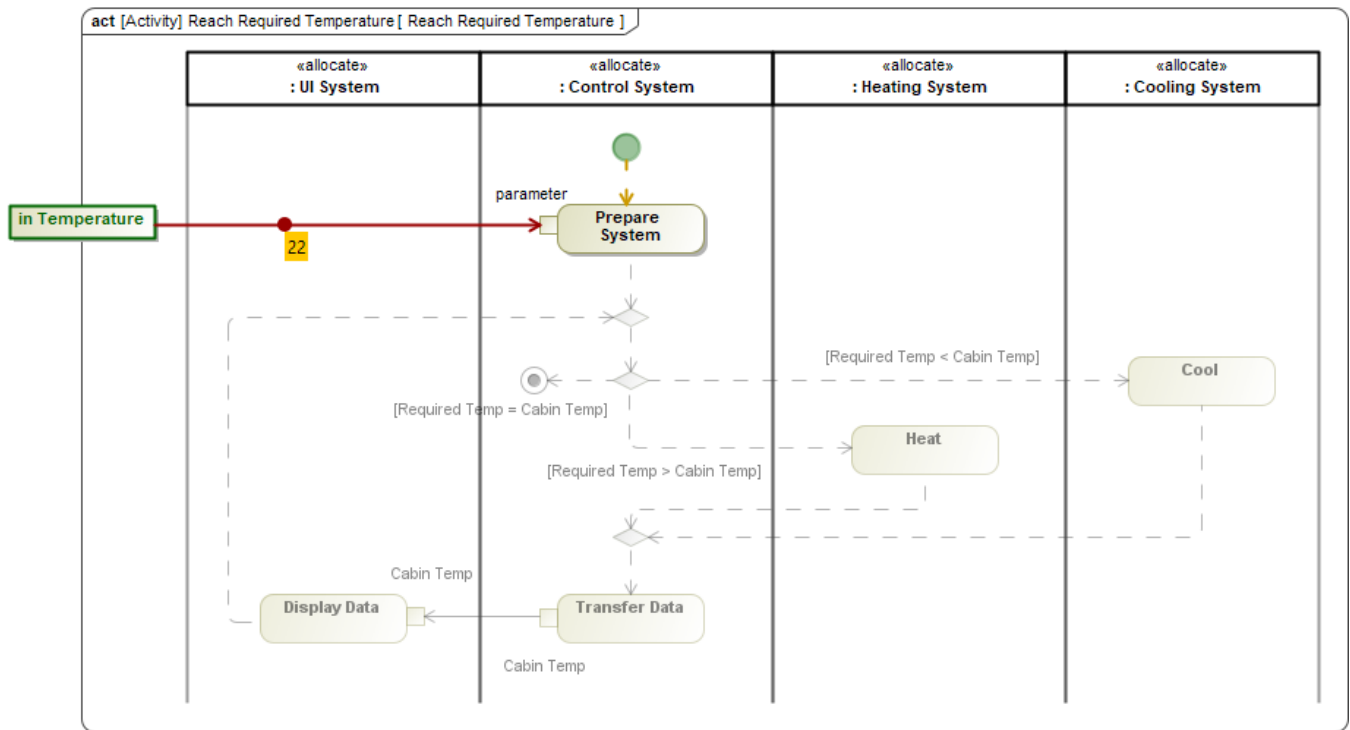 act [Activity] Reach Required Temperature [ Reach Required Temperature ]
«allocate»
: UI System
«allocate»
: Control System
«allocate»
: Heating System
«allocate»
: Cooling System
parameter
in Temperature
22
Prepare
System
[Required Temp < Cabin Temp]
Cool
[Required Temp = Cabin Temp]
Heat
[Required Temp > Cabin Temp]
Cabin Temp
Display Data
Transfer Data
Cabin Temp